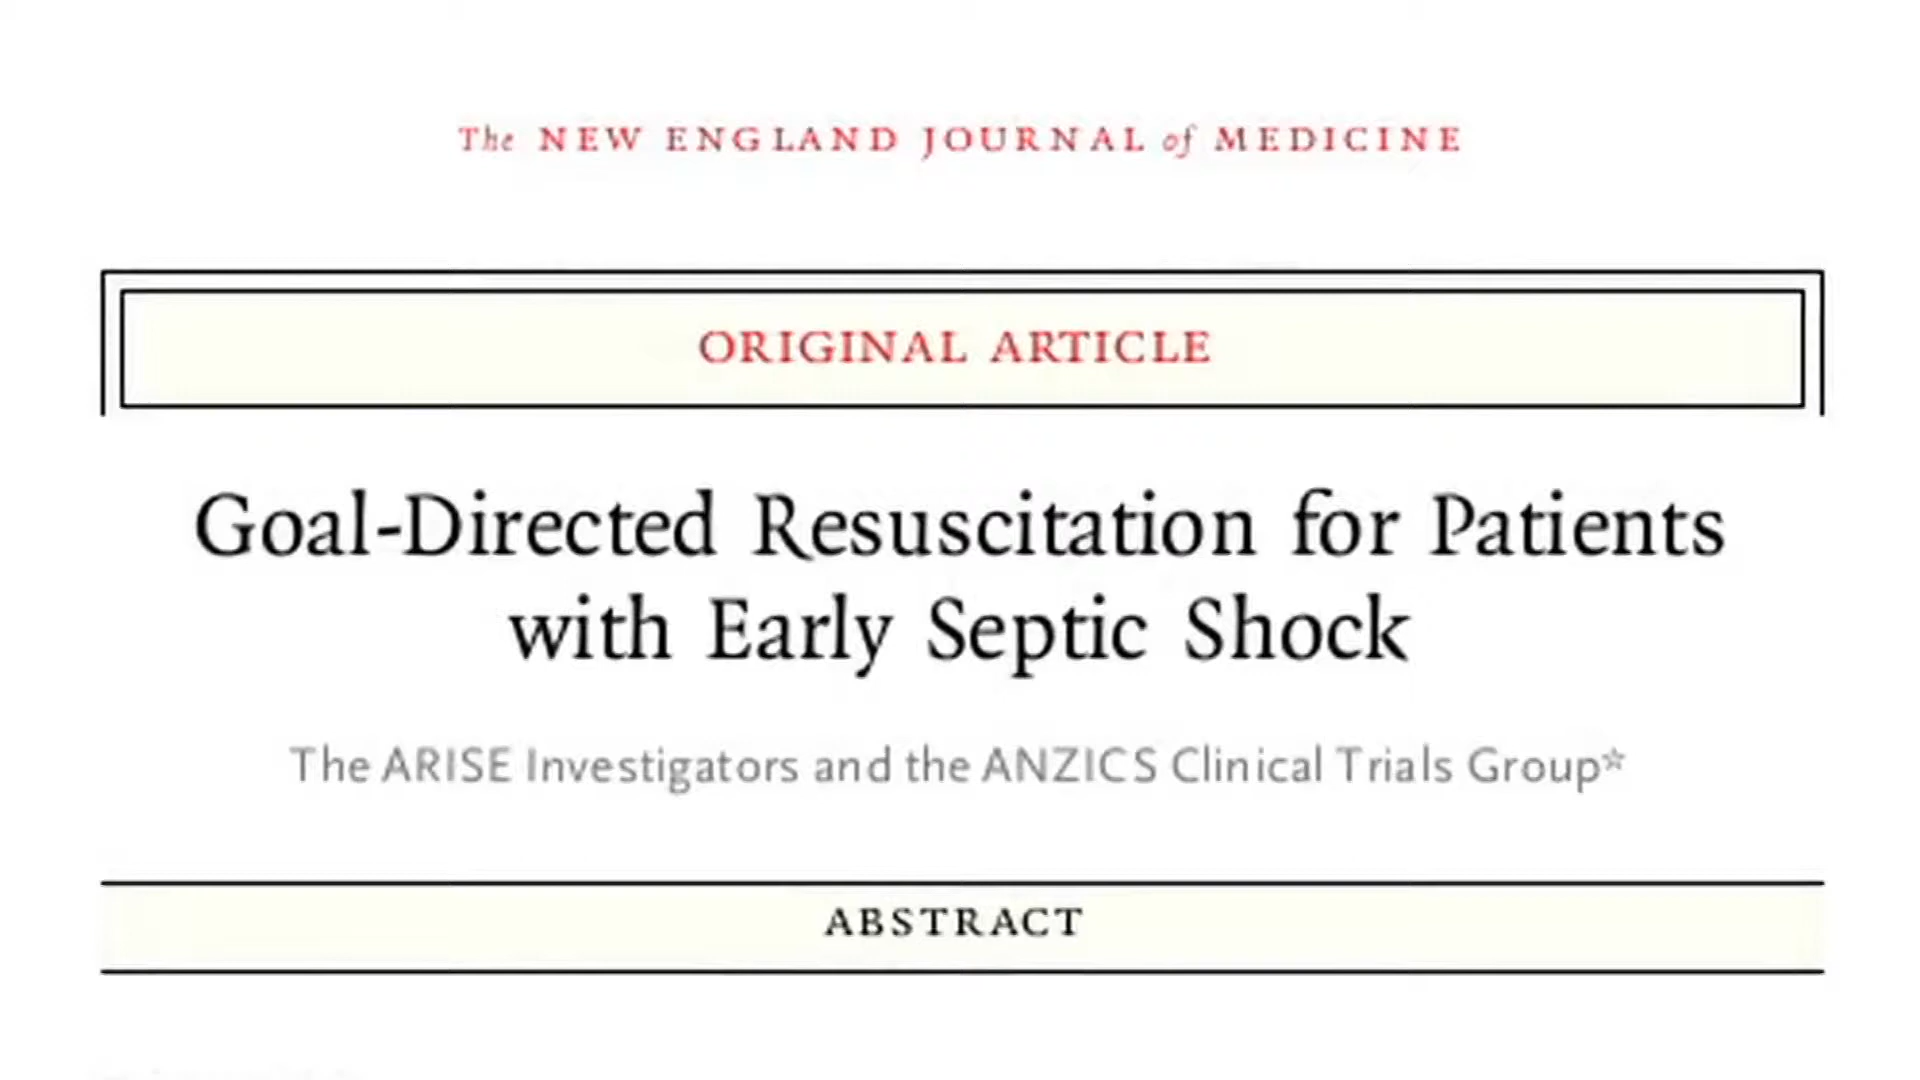 The NEW ENGLAND JOURNAL of MEDICINE
ORIGINAL ARTICLE
Goal-Directed Resuscitation for Patients
with Early Septic Shock
The ARISE Investigators and the ANZICS Clinical Trials Group*
ABSTRACT